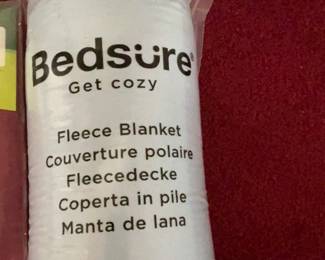 Bedsure®
Get cozy
Fleece Blanket
Couverture polaire
Fleecedecke
Coperta in pile
Manta de lana